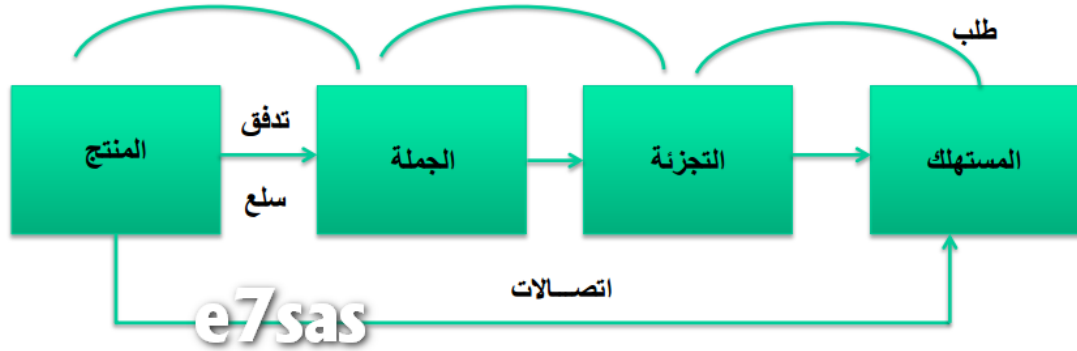 طلب
المنتج
تدفق
سلع
الجملة
التجزئة
المستهلك
اتصـــالات
e7sas